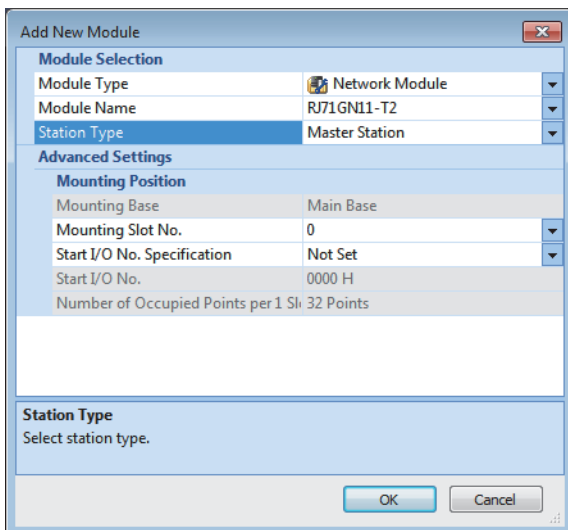 Add New Module
Module Selection
Module Type Network Module
Module Name RJ71GN11-T2
Station Type Master Station
Advanced Settings
Mounting Position
Mounting Base Main Base
Mounting Slot No. 0
Start I/O No. Specification Not Set
Start I/O No. 0000 H
Number of Occupied Points per 1 Sl 32 Points
Station Type
Select station type.
OK Cancel